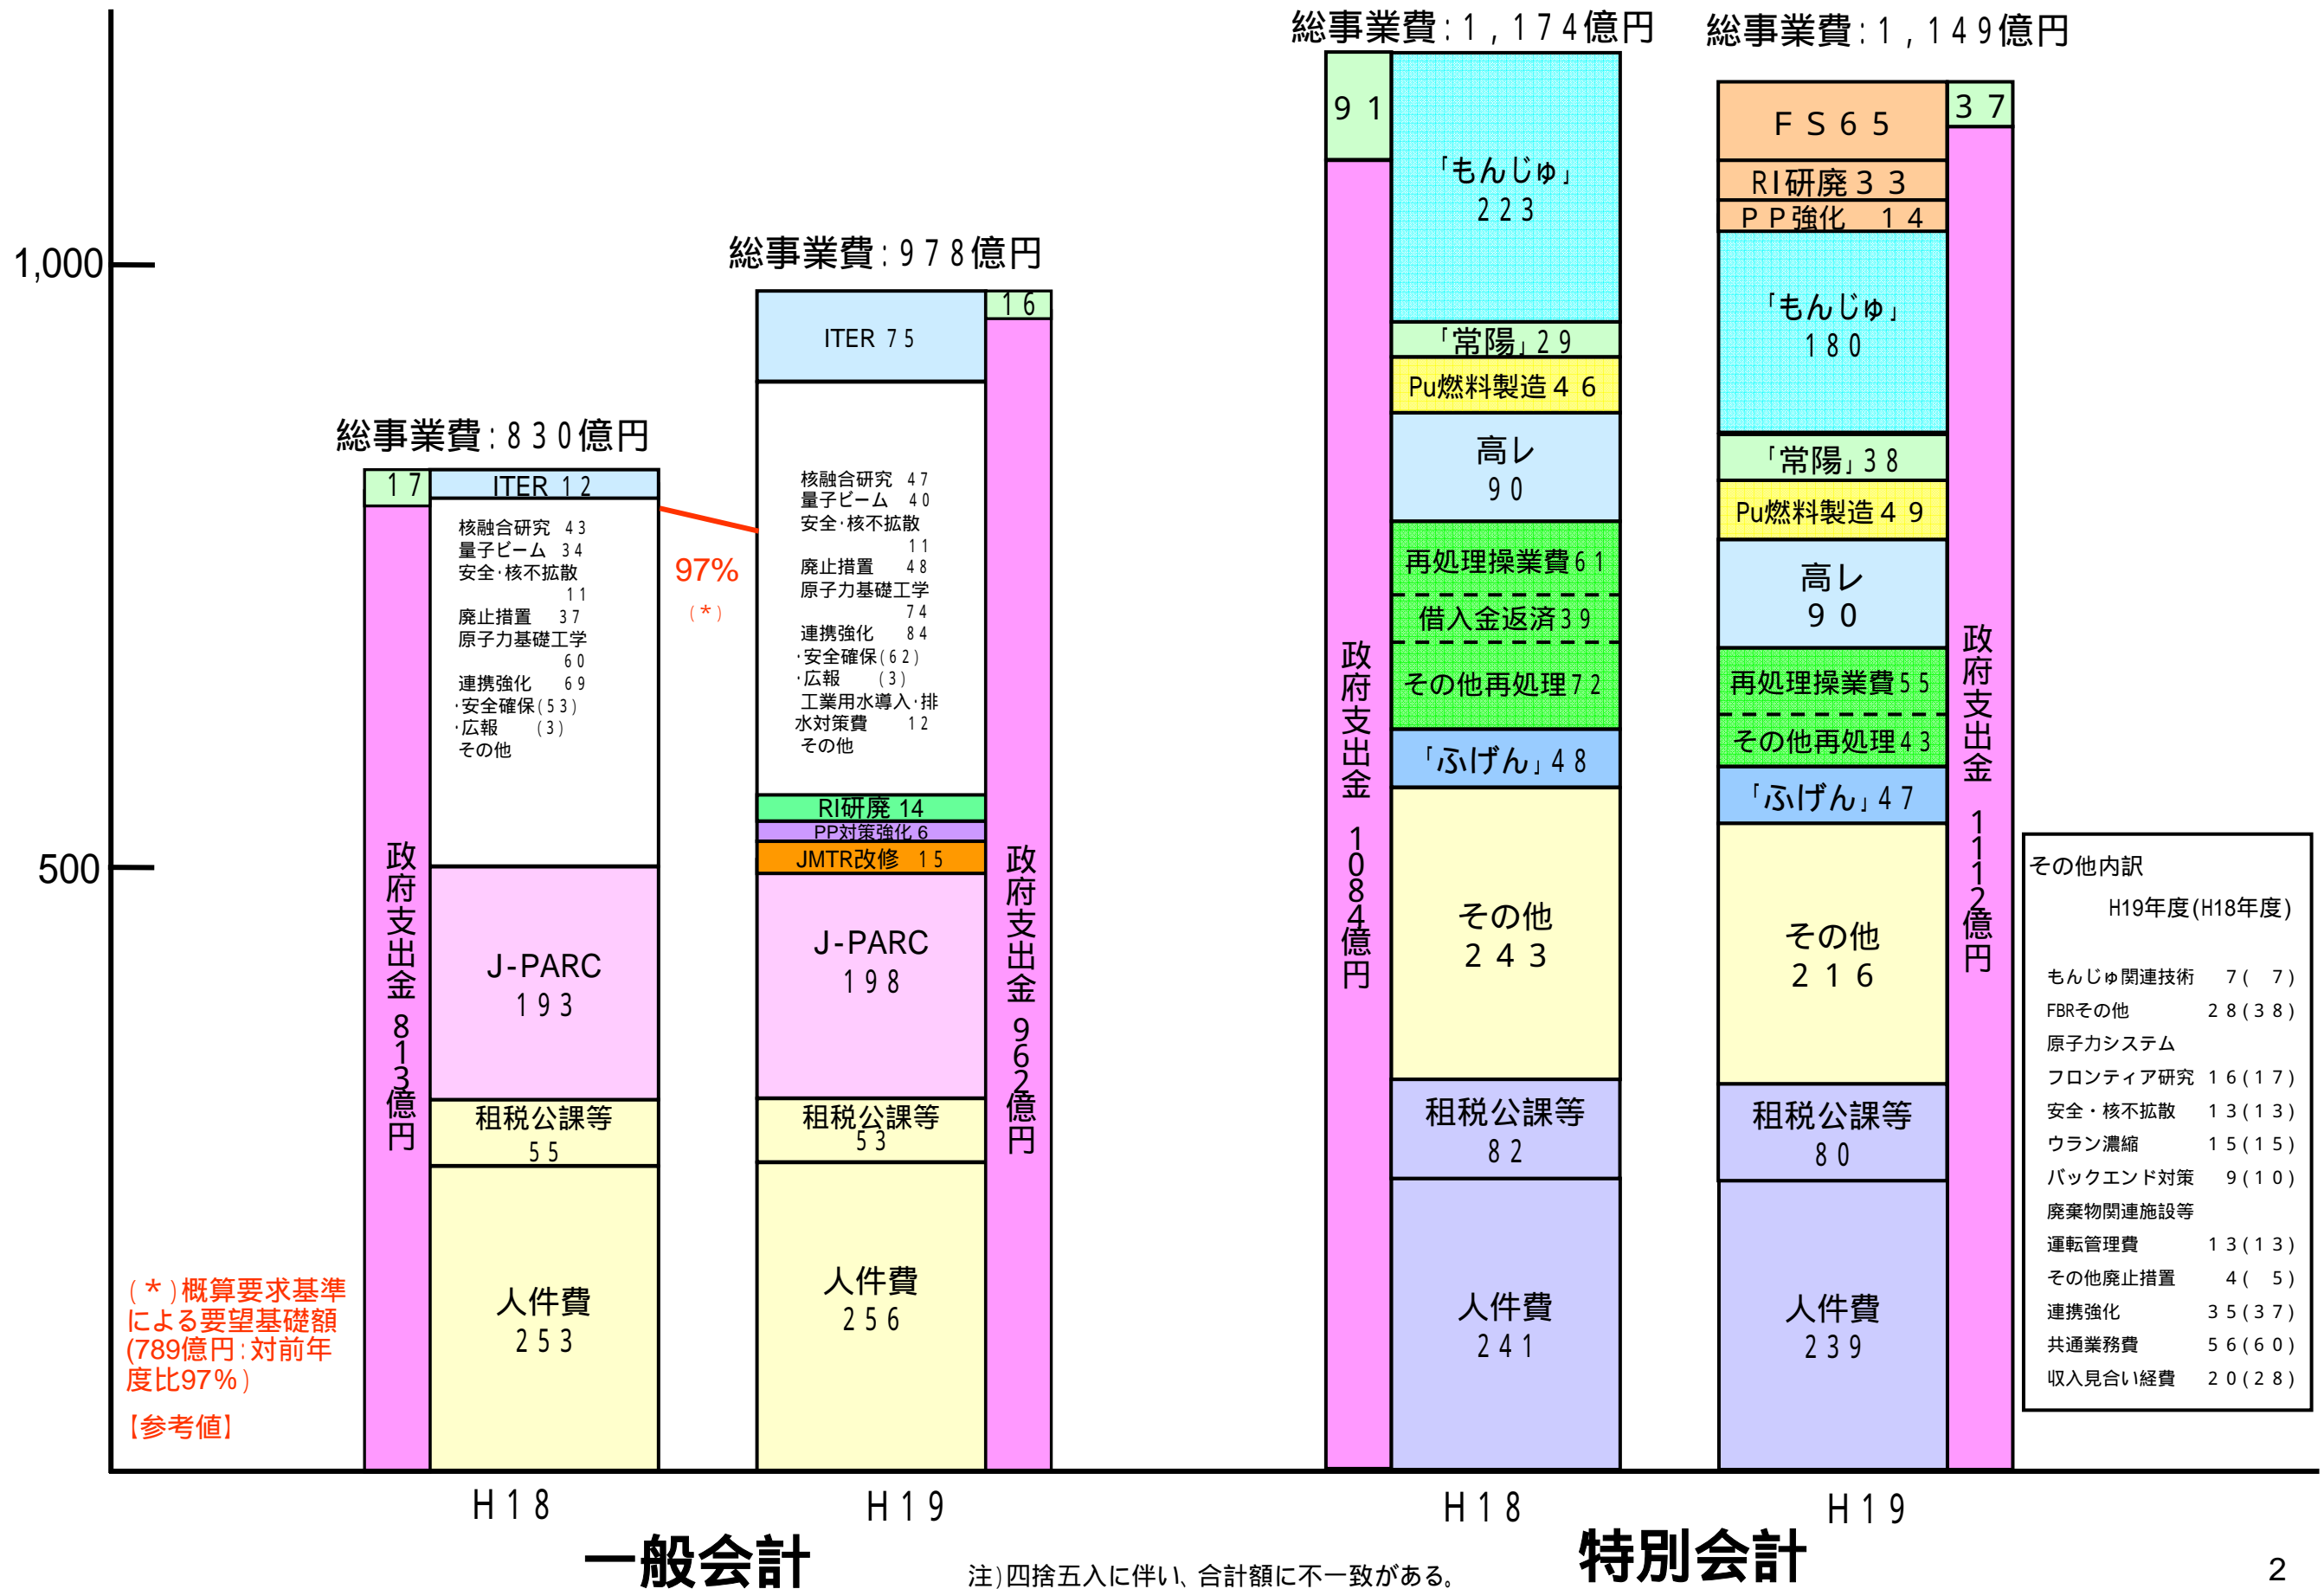 1,000
500
総事業費:830億円
17
ITER 12
核融合研究 43
量子ビーム 34
安全・核不拡散
11
廃止措置 37
原子力基礎工学
60
連携強化 69
・安全確保(53)
・広報 (3)
その他
J-PARC
193
租税公課等
55
人件費
253
政府支出金 813億円
97%
(*)
総事業費:978億円
ITER 75
16
核融合研究 47
量子ビーム 40
安全・核不拡散
11
廃止措置 48
原子力基礎工学
74
連携強化 84
・安全確保(62)
・広報 (3)
工業用水導入・排
水対策費 12
その他
RI研廃 14
PP対策強化 6
JMTR改修 15
J-PARC
198
租税公課等
53
人件費
256
政府支出金 962億円
(*)概算要求基準
による要望基礎額
(789億円:対前年
度比97%)
【参考値】
H18
H19
一般会計
総事業費:1,174億円
91
「もんじゅ」
223
「常陽」29
Pu燃料製造46
高レ
90
再処理操業費61
借入金返済39
その他再処理72
「ふげん」48
その他
243
租税公課等
82
人件費
241
政府支出金 1084億円
総事業費:1,149億円
FS65
37
RI研廃33
PP強化 14
「もんじゅ」
180
「常陽」38
Pu燃料製造49
高レ
90
再処理操業費55
その他再処理43
「ふげん」47
その他
216
租税公課等
80
人件費
239
政府支出金 1112億円
その他内訳
H19年度(H18年度)
もんじゅ関連技術 7( 7)
FBRその他 28(38)
原子力システム
フロンティア研究 16(17)
安全・核不拡散 13(13)
ウラン濃縮 15(15)
バックエンド対策 9(10)
廃棄物関連施設等
運転管理費 13(13)
その他廃止措置 4( 5)
連携強化 35(37)
共通業務費 56(60)
収入見合い経費 20(28)
H18
H19
特別会計
注)四捨五入に伴い、合計額に不一致がある。
2